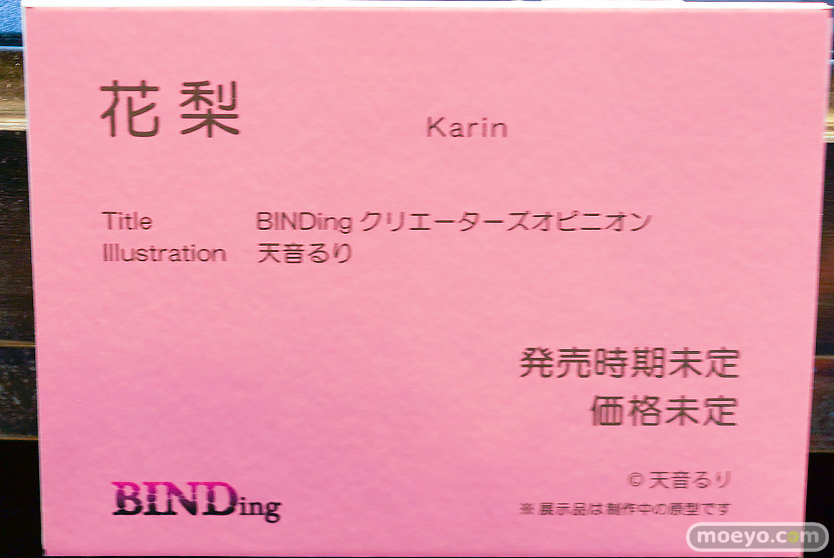 花梨 Karin
Title BINDing クリエーターズオピニオン
Illustration 天音るり
発売時期未定
価格未定
© 天音るり
※ 展示品は制作中の原型です
BINDing
moeyo.com